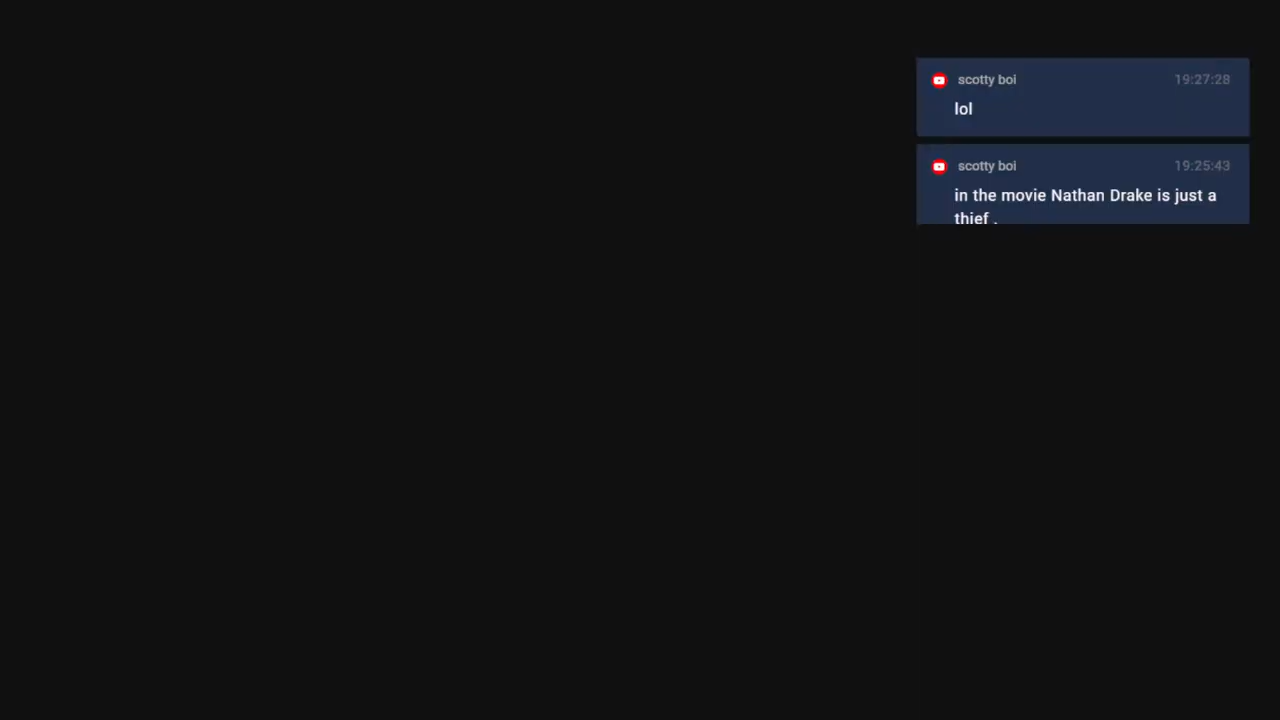 scotty boi 19:27:28
lol
scotty boi 19:25:43
in the movie Nathan Drake is just a
thief .